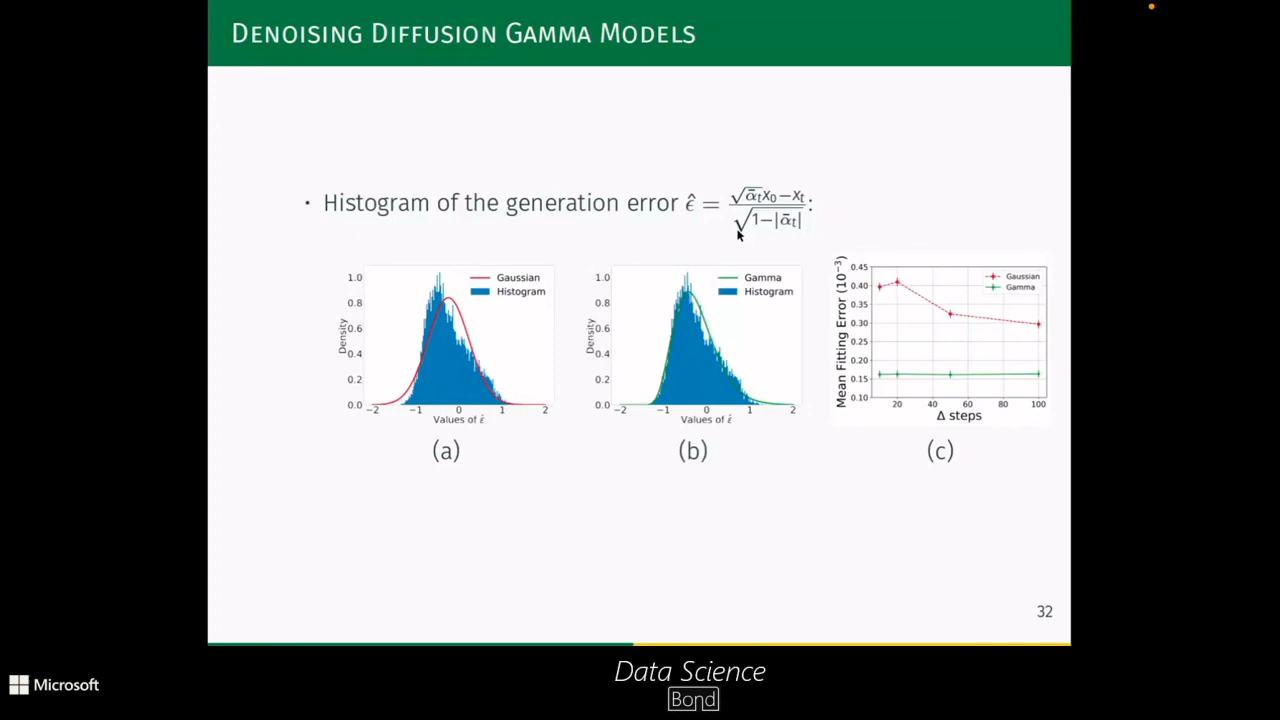 DENOISING DIFFUSION GAMMA MODELS
• Histogram of the generation error ε̂ = (√ᾱₜx₀−xₜ)/√(1−|ᾱₜ|):
Gaussian
Histogram
Density
1.0
0.8
0.6
0.4
0.2
0.0
−2 −1 0 1 2
Values of ε̂
(a)
Gamma
Histogram
Density
1.0
0.8
0.6
0.4
0.2
0.0
−2 −1 0 1 2
Values of ε̂
(b)
Gaussian
Gamma
Mean Fitting Error (10⁻³)
0.45
0.40
0.35
0.30
0.25
0.20
0.15
0.10
20 40 60 80 100
Δ steps
(c)
32
Microsoft
Data Science
Bond